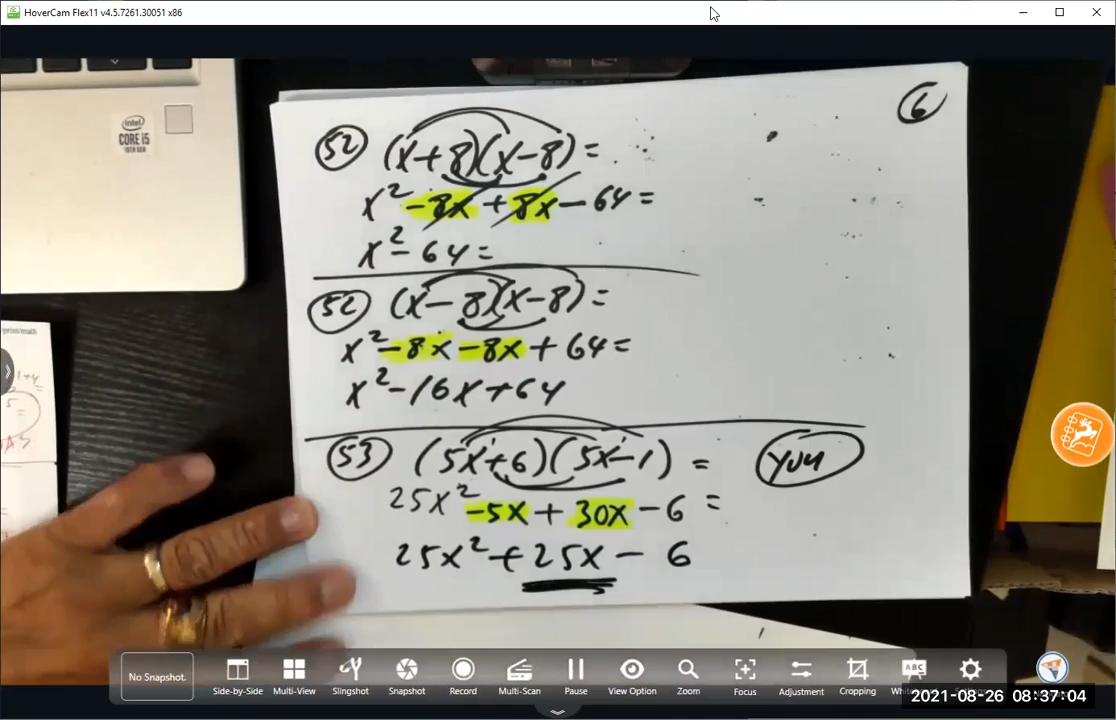 HoverCam Flex11 v4.5.7261.30051 x86
6
intel
CORE i5
52 (x+8)(x-8)=
x²-8x+8x-64=
x²-64=
52 (x-8)(x-8)=
x²-8x-8x+64=
x²-16x+64
53 (5x+6)(5x-1)= you
25x²-5x+30x-6=
25x²+25x-6
No Snapshot.
Side-by-Side Multi-View Slingshot Snapshot Record Multi-Scan Pause View Option Zoom Focus Adjustment Cropping
ABC
2021-08-26 08:37:04